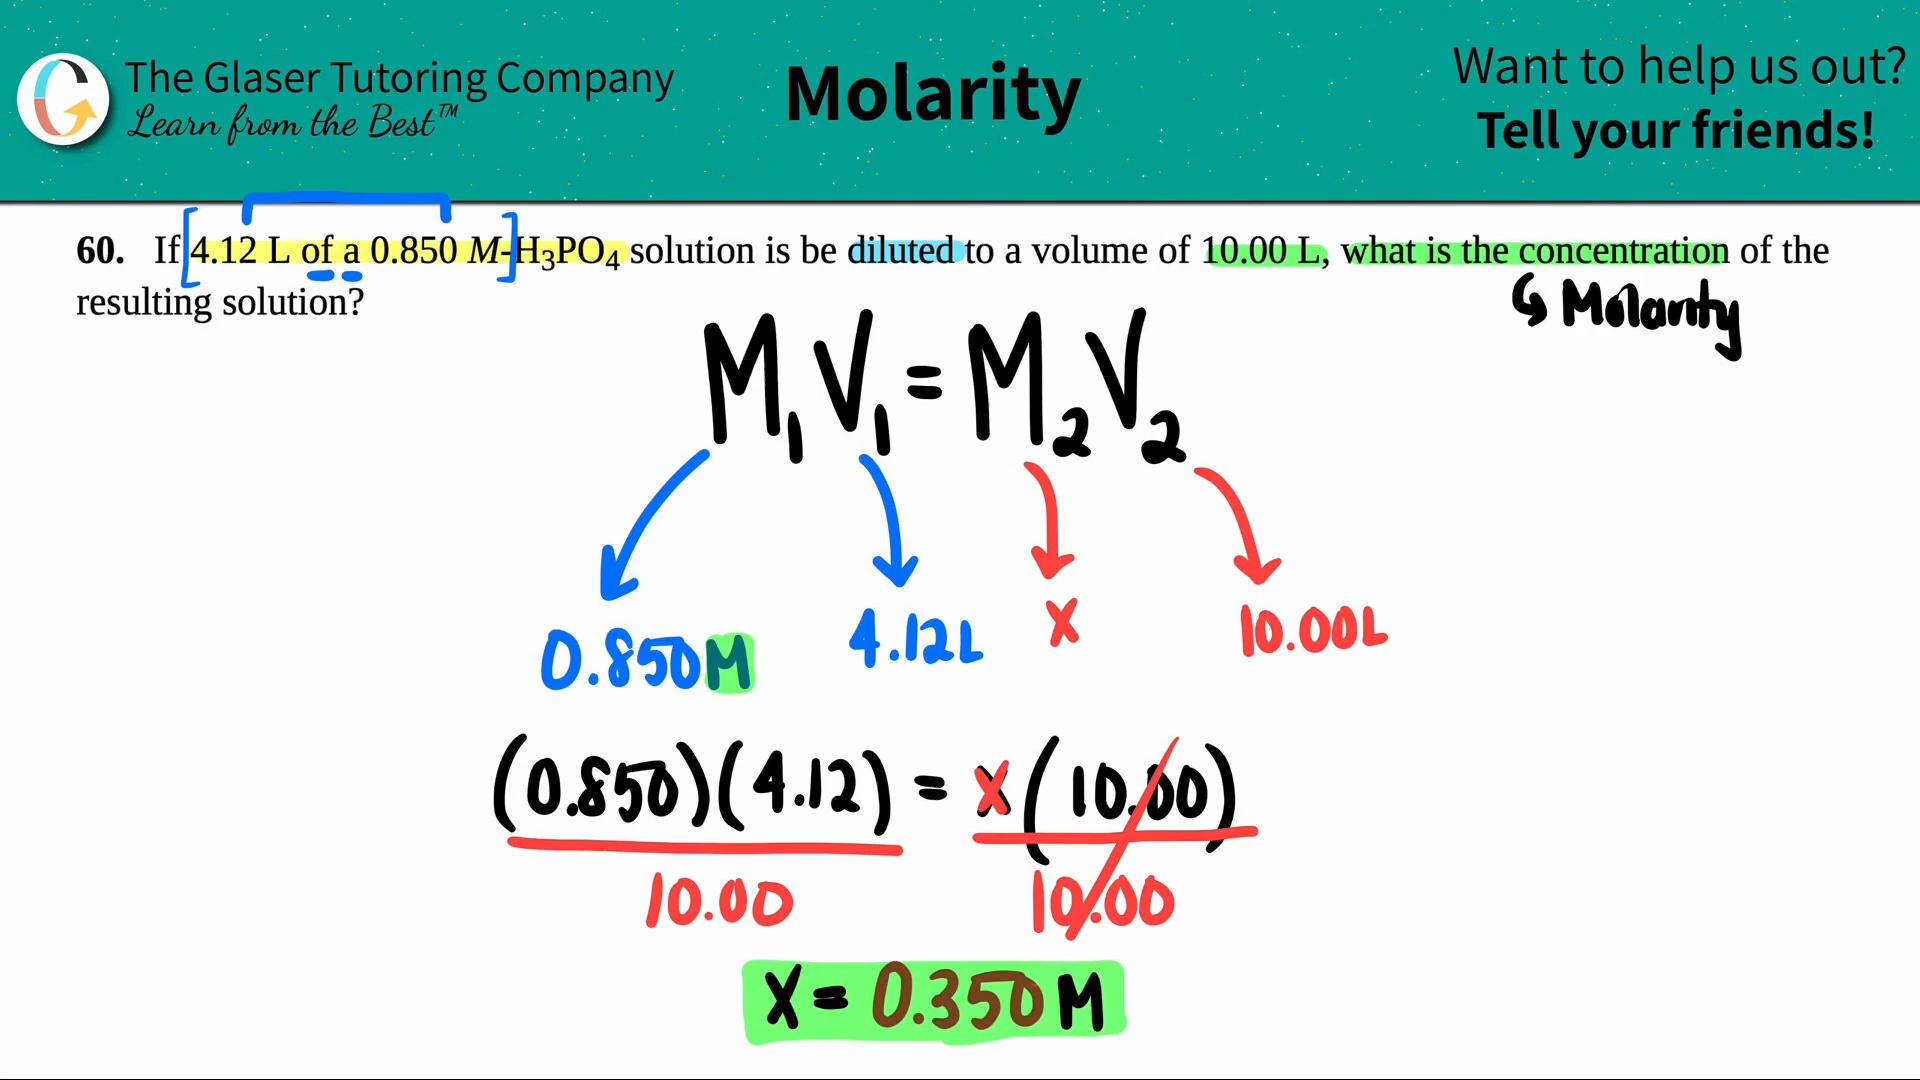 The Glaser Tutoring Company
Learn from the Best™
Molarity
Want to help us out?
Tell your friends!
60. If [4.12 L of a 0.850 M-]H₃PO₄ solution is be diluted to a volume of 10.00 L, what is the concentration of the
resulting solution?
↳ Molarity
M₁V₁ = M₂V₂
0.850M 4.12L X 10.00L
(0.850)(4.12) = x(10.00)
10.00 10.00
X = 0.350 M